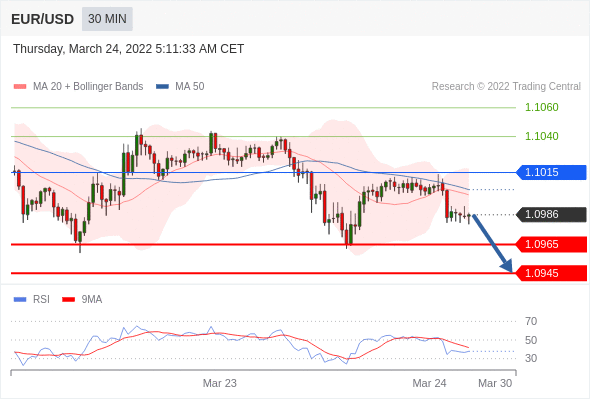 EUR/USD 30 MIN
Thursday, March 24, 2022 5:11:33 AM CET
MA 20 + Bollinger Bands MA 50 Research © 2022 Trading Central
1.1060
1.1040
1.1015
1.0986
1.0965
1.0945
RSI 9MA
70
50
30
Mar 23 Mar 24 Mar 30